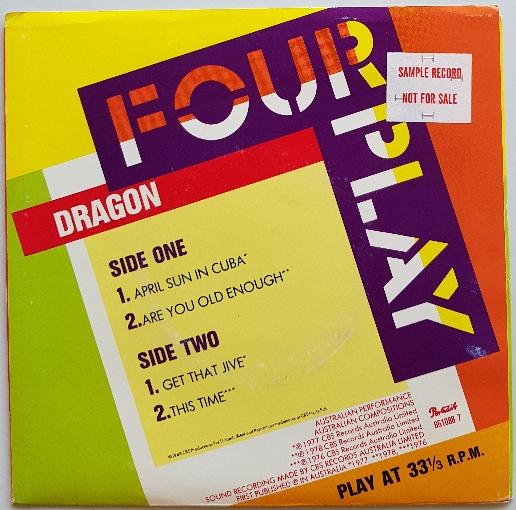 FOUR
PLAY
SAMPLE RECORD
NOT FOR SALE
DRAGON
SIDE ONE
1. APRIL SUN IN CUBA*
2. ARE YOU OLD ENOUGH**
SIDE TWO
1. GET THAT JIVE*
2. THIS TIME***
AUSTRALIAN PERFORMANCE
AUSTRALIAN COMPOSITIONS
*℗ 1977 CBS Records Australia Limited
**℗ 1978 CBS Records Australia Limited
***℗ 1976 CBS Records Australia Limited
SOUND RECORDING MADE BY CBS RECORDS AUSTRALIA LIMITED
FIRST PUBLISHED ℗ IN AUSTRALIA *1977 **1978, ***1976
Portrait
651088 7
PLAY AT 33⅓ R.P.M.